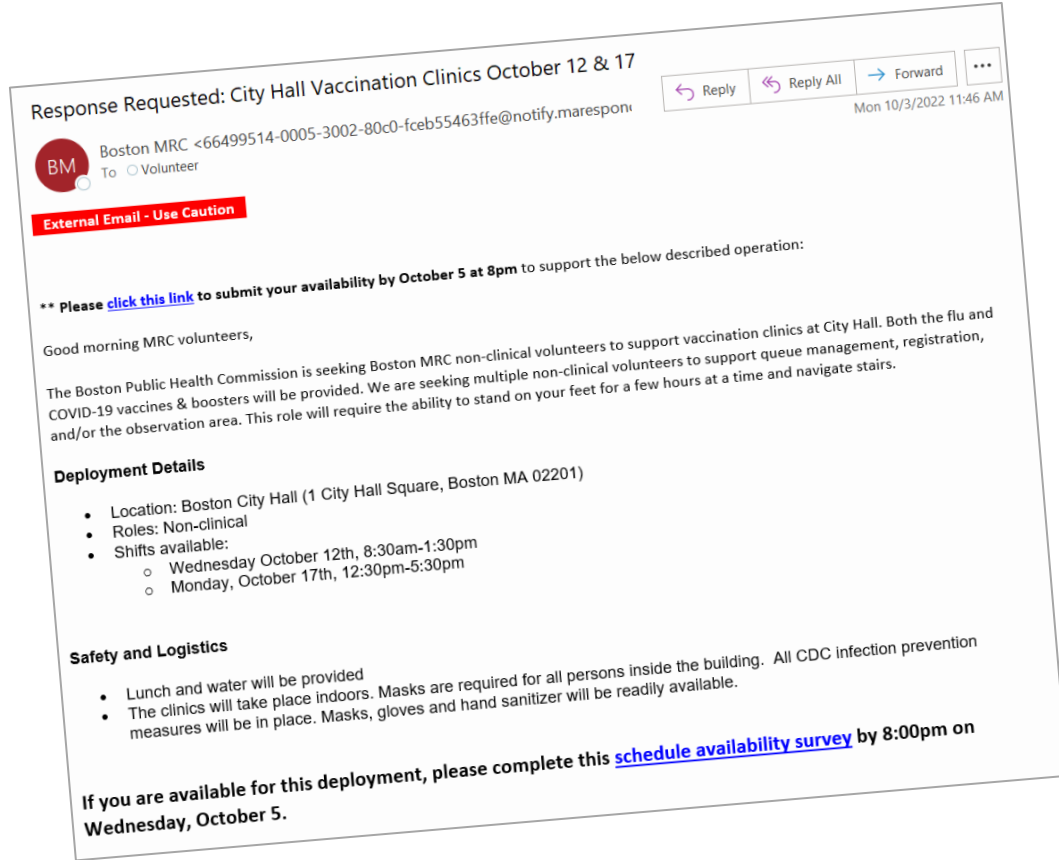 Response Requested: City Hall Vaccination Clinics October 12 & 17
Reply
Reply All
Forward
...
BM
Boston MRC <66499514-0005-3002-80c0-fceb55463ffe@notify.marespon
Mon 10/3/2022 11:46 AM
To Volunteer
External Email - Use Caution
** Please click this link to submit your availability by October 5 at 8pm to support the below described operation:
Good morning MRC volunteers,
The Boston Public Health Commission is seeking Boston MRC non-clinical volunteers to support vaccination clinics at City Hall. Both the flu and
COVID-19 vaccines & boosters will be provided. We are seeking multiple non-clinical volunteers to support queue management, registration,
and/or the observation area. This role will require the ability to stand on your feet for a few hours at a time and navigate stairs.
Deployment Details
• Location: Boston City Hall (1 City Hall Square, Boston MA 02201)
• Roles: Non-clinical
• Shifts available:
○ Wednesday October 12th, 8:30am-1:30pm
○ Monday, October 17th, 12:30pm-5:30pm
Safety and Logistics
• Lunch and water will be provided
• The clinics will take place indoors. Masks are required for all persons inside the building. All CDC infection prevention
measures will be in place. Masks, gloves and hand sanitizer will be readily available.
If you are available for this deployment, please complete this schedule availability survey by 8:00pm on
Wednesday, October 5.